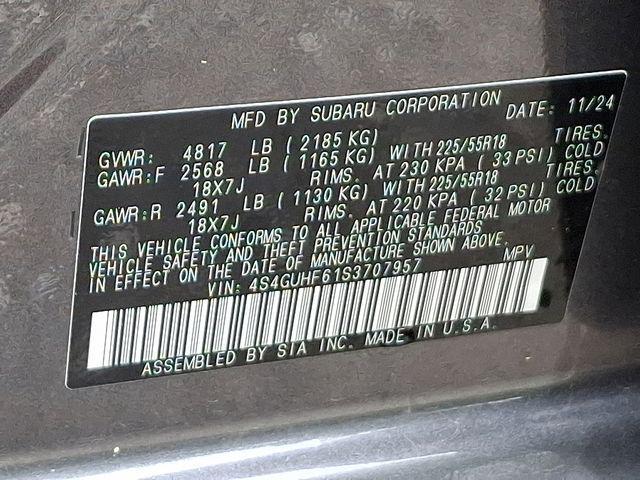 MFD BY SUBARU CORPORATION DATE: 11/24
GVWR: 4817 LB ( 2185 KG) TIRES.
GAWR:F 2568 LB ( 1165 KG) WITH 225/55R18
18X7J RIMS. AT 230 KPA ( 33 PSI) COLD
TIRES.
GAWR:R 2491 LB ( 1130 KG) WITH 225/55R18
18X7J RIMS. AT 220 KPA ( 32 PSI) COLD
THIS VEHICLE CONFORMS TO ALL APPLICABLE FEDERAL MOTOR
VEHICLE SAFETY AND THEFT PREVENTION STANDARDS
IN EFFECT ON THE DATE OF MANUFACTURE SHOWN ABOVE.
VIN: 4S4GUHF61S3707957 MPV
ASSEMBLED BY SIA INC. MADE IN U.S.A.